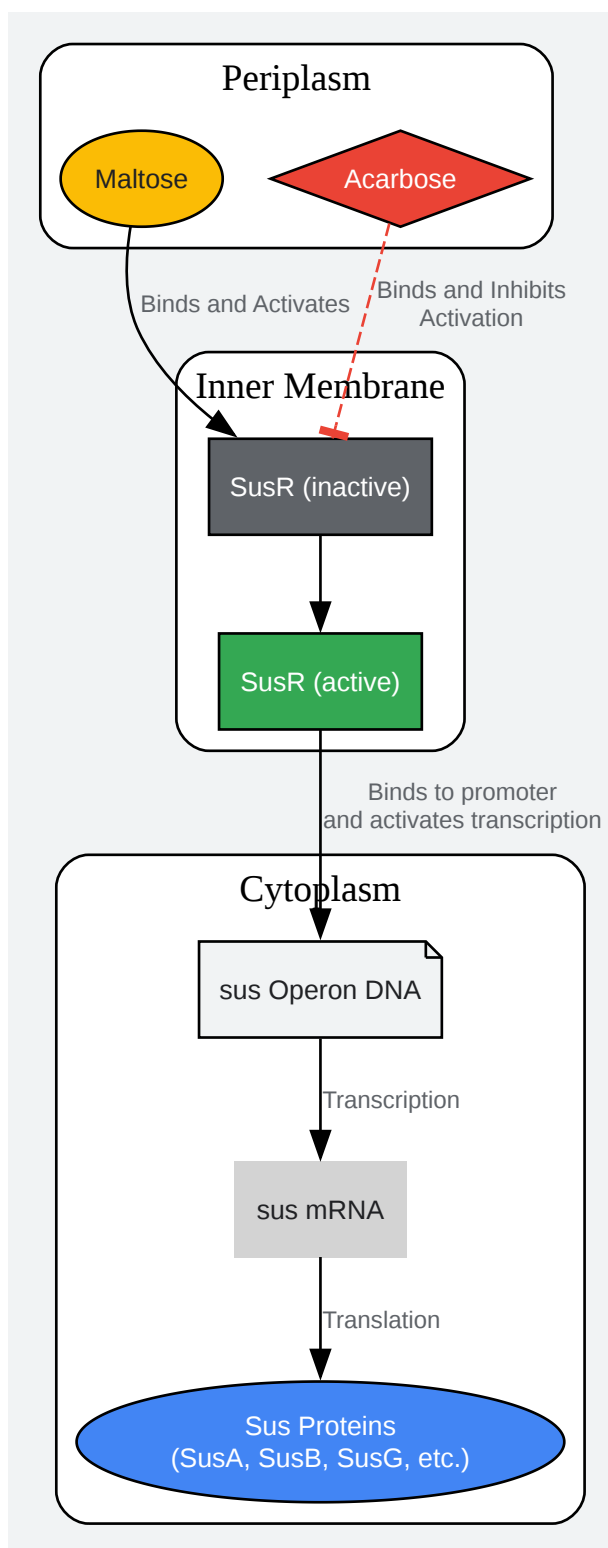 Periplasm
Maltose
Acarbose
Binds and Activates
Binds and Inhibits
Activation
Inner Membrane
SusR (inactive)
SusR (active)
Binds to promoter
and activates transcription
Cytoplasm
sus Operon DNA
Transcription
sus mRNA
Translation
Sus Proteins
(SusA, SusB, SusG, etc.)